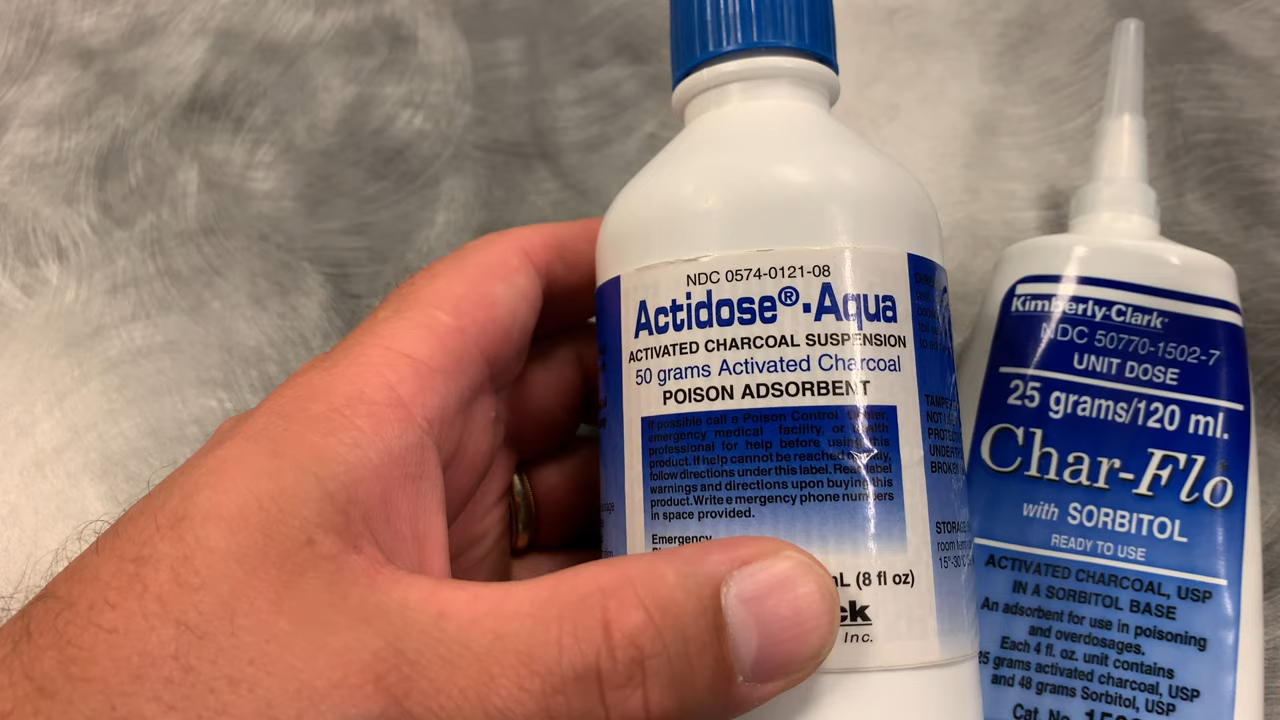 NDC 0574-0121-08
Actidose®-Aqua
ACTIVATED CHARCOAL SUSPENSION
50 grams Activated Charcoal
POISON ADSORBENT
If possible call a Poison Control Center,
emergency medical facility, or health
professional for help before using this
product. If help cannot be reached
follow directions under this label. Read label
warnings and directions upon buying this
product. Write emergency phone numbers
in space provided.
Emergency
mL (8 fl oz)
Inc.
STORAGE
room
15°-30°C
Kimberly-Clark
NDC 50770-1502-7
UNIT DOSE
25 grams/120 ml.
Char-Flo
with SORBITOL
READY TO USE
ACTIVATED CHARCOAL, USP
IN A SORBITOL BASE
An adsorbent for use in poisoning
and overdosages.
Each 4 fl. oz. unit contains
25 grams activated charcoal, USP
and 48 grams Sorbitol, USP
Cat. No.